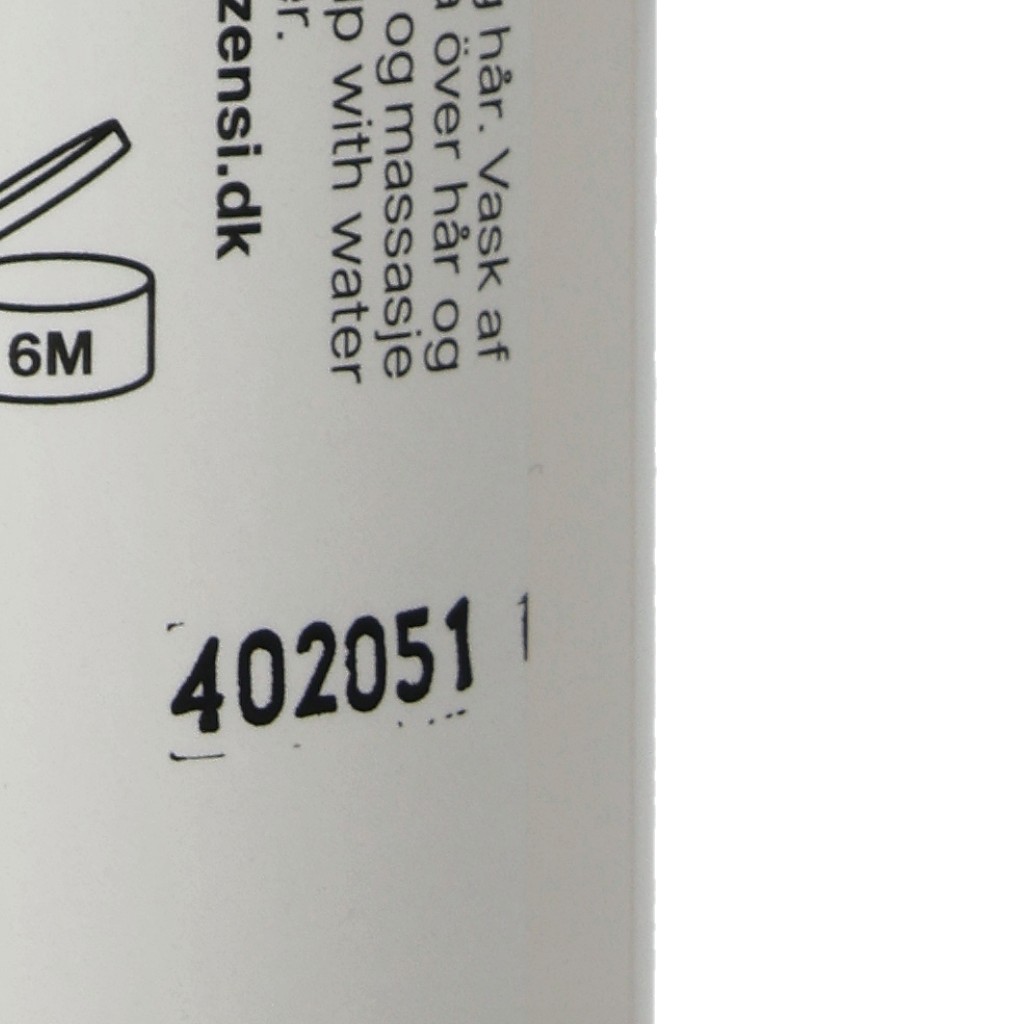 hår. Vask af
över hår og
og massasje
with water
zensi.dk
6M
402051